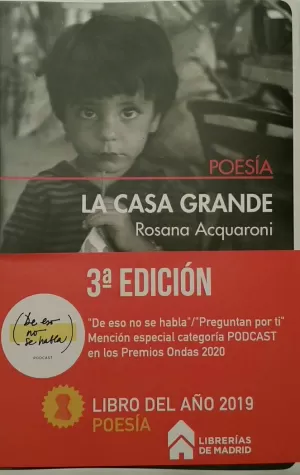 POESÍA
LA CASA GRANDE
Rosana Acquaroni
3ª EDICIÓN
(De eso
no
se habla)
PODCAST
"De eso no se habla"/"Preguntan por ti"
Mención especial categoría PODCAST
en los Premios Ondas 2020
LIBRO DEL AÑO 2019
POESÍA
LIBRERÍAS
DE MADRID